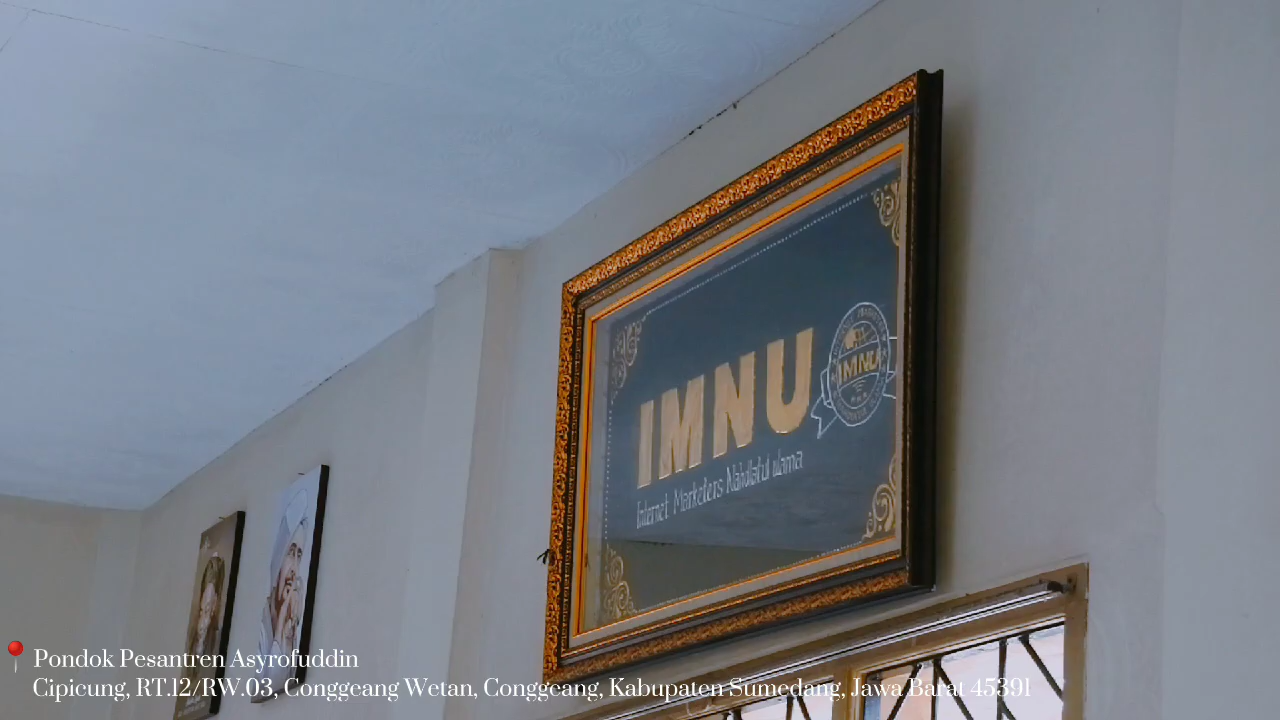 IMNU
Internet Marketers Nahdlatul ulama
IMNU
Pondok Pesantren Asyrofuddin
Cipicung, RT.12/RW.03, Conggeang Wetan, Conggeang, Kabupaten Sumedang, Jawa Barat 45391